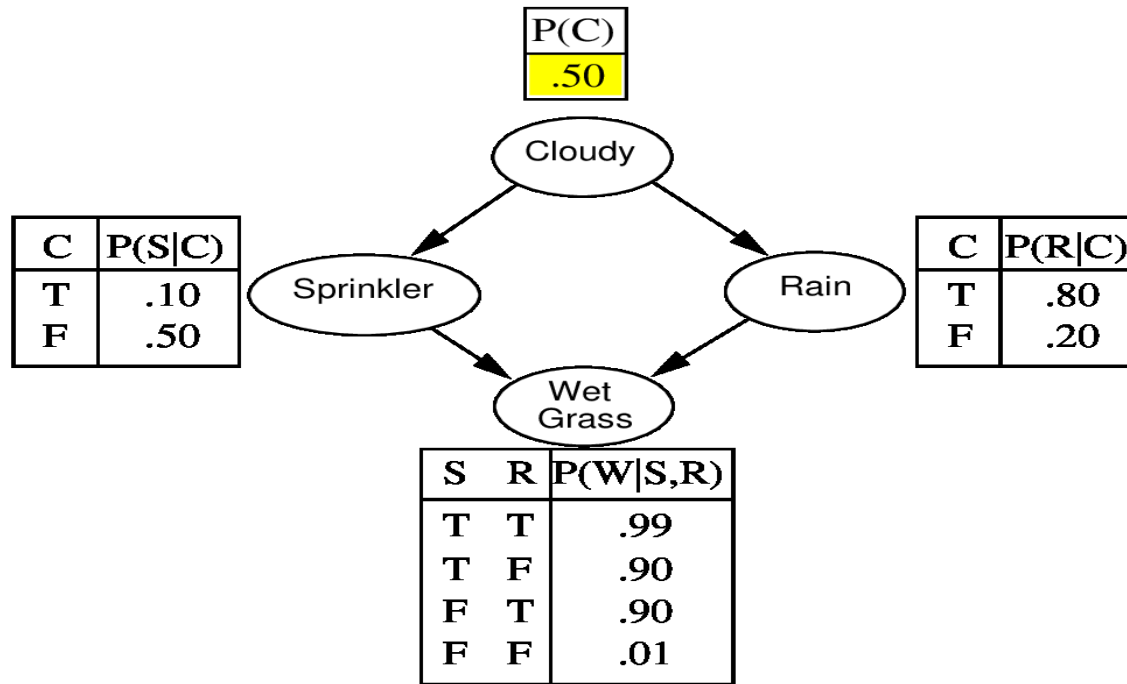 P(C)
.50
Cloudy
C P(S|C)
T .10
F .50
Sprinkler
Rain
C P(R|C)
T .80
F .20
Wet
Grass
S R P(W|S,R)
T T .99
T F .90
F T .90
F F .01